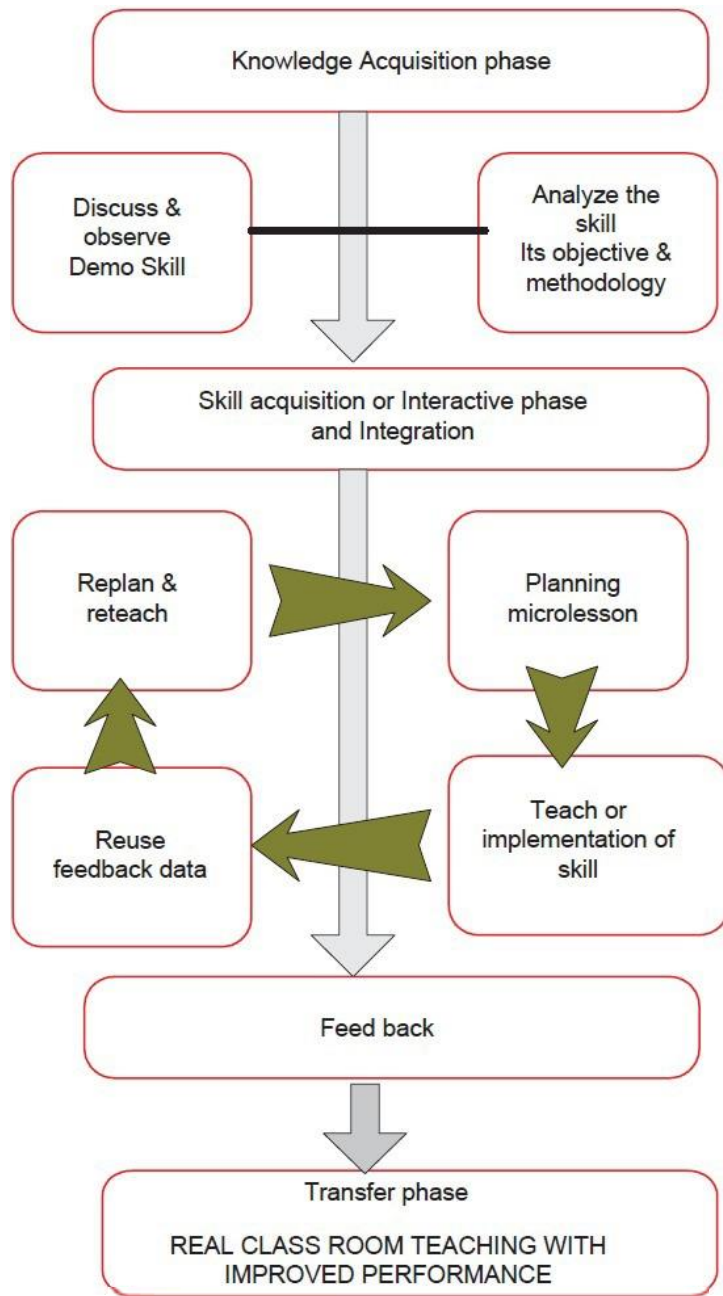 Knowledge Acquisition phase
Discuss &
observe
Demo Skill
Analyze the
skill
Its objective &
methodology
Skill acquisition or Interactive phase
and Integration
Replan &
reteach
Planning
microlesson
Reuse
feedback data
Teach or
implementation of
skill
Feed back
Transfer phase
REAL CLASS ROOM TEACHING WITH
IMPROVED PERFORMANCE